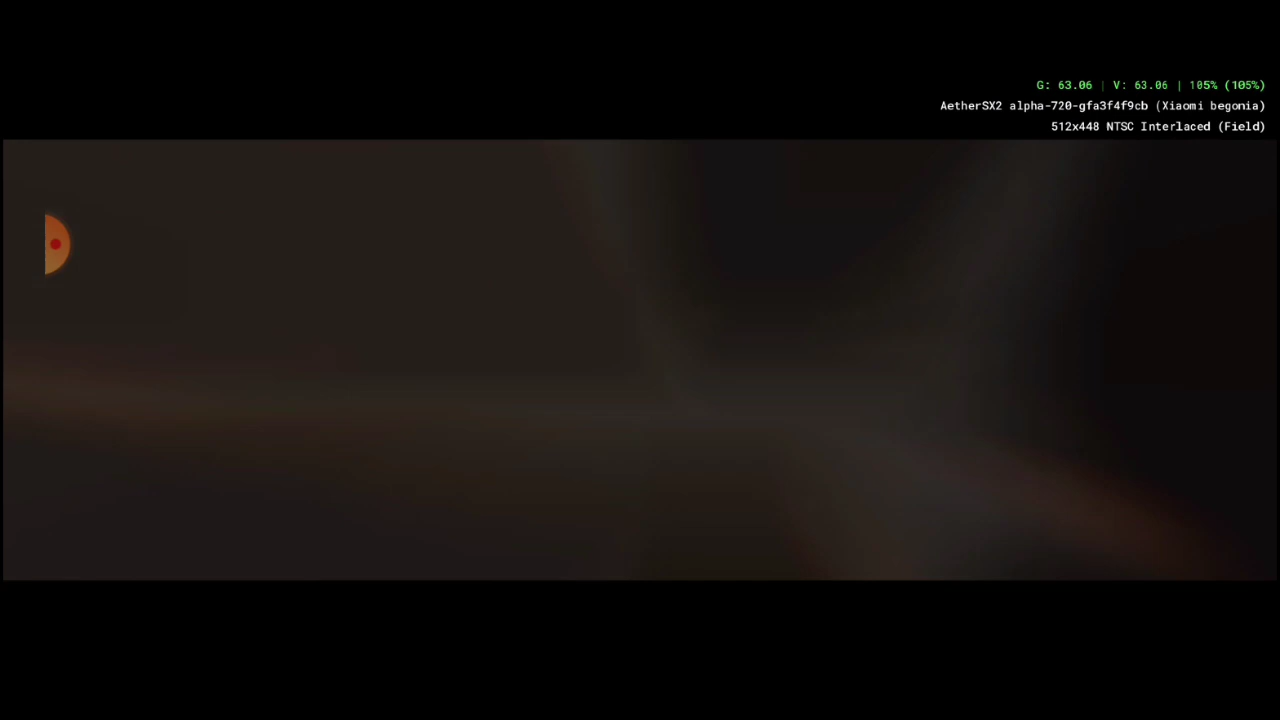 G: 63.06 | V: 63.06 | 105% (105%)
AetherSX2 alpha-720-gfa3f4f9cb (Xiaomi begonia)
512x448 NTSC Interlaced (Field)